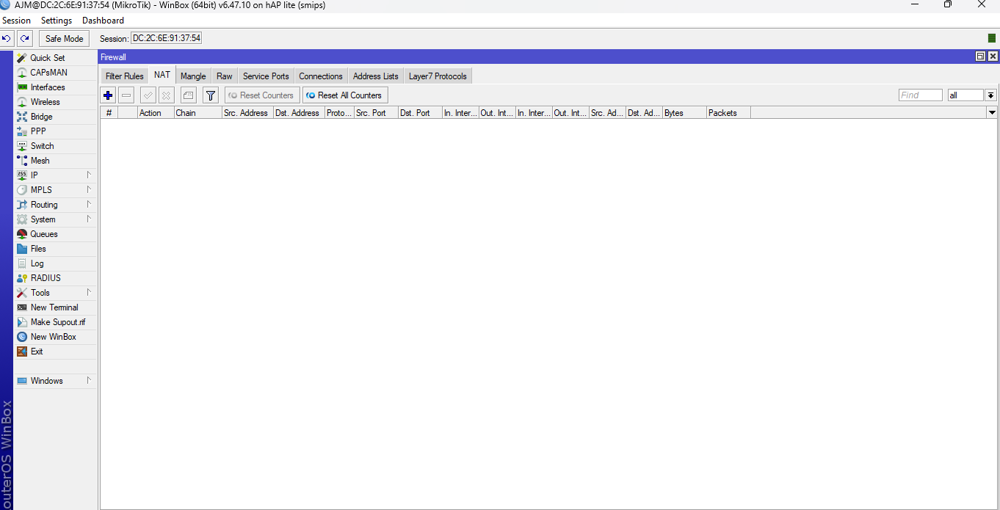 AJM@DC:2C:6E:91:37:54 (MikroTik) - WinBox (64bit) v6.47.10 on hAP lite (smips)
Session Settings Dashboard
Safe Mode Session: DC:2C:6E:91:37:54
Quick Set
CAPsMAN
Interfaces
Wireless
Bridge
PPP
Switch
Mesh
IP
MPLS
Routing
System
Queues
Files
Log
RADIUS
Tools
New Terminal
Make Supout.rif
New WinBox
Exit
Windows
outerOS WinBox
Firewall
Filter Rules NAT Mangle Raw Service Ports Connections Address Lists Layer7 Protocols
Reset Counters Reset All Counters Find all
# Action Chain Src. Address Dst. Address Proto... Src. Port Dst. Port In. Inter... Out. Int... In. Inter... Out. Int... Src. Ad... Dst. Ad... Bytes Packets